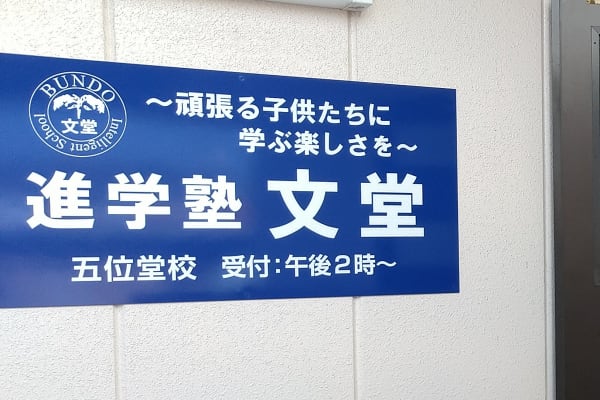 BUNDO
文堂
Intelligent School
～頑張る子供たちに
学ぶ楽しさを～
進学塾 文堂
五位堂校 受付:午後2時～